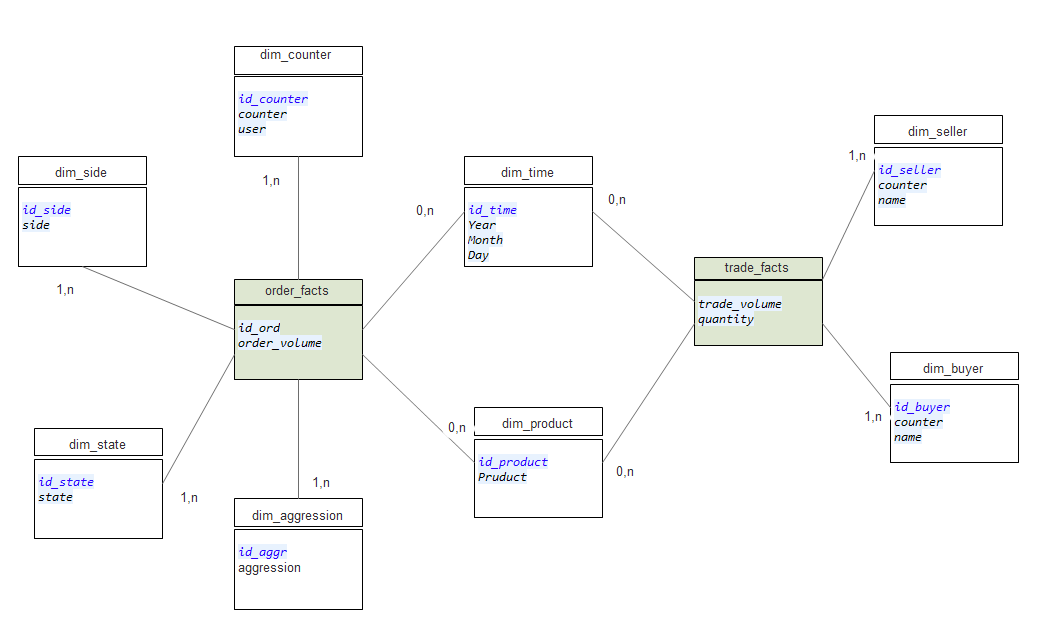 dim_counter
id_counter
counter
user
1,n
dim_side
id_side
side
1,n
dim_time
id_time
Year
Month
Day
0,n
0,n
dim_seller
id_seller
counter
name
1,n
order_facts
id_ord
order_volume
trade_facts
trade_volume
quantity
dim_buyer
id_buyer
counter
name
1,n
dim_state
id_state
state
1,n
dim_product
id_product
Pruduct
0,n
0,n
dim_aggression
id_aggr
aggression
1,n